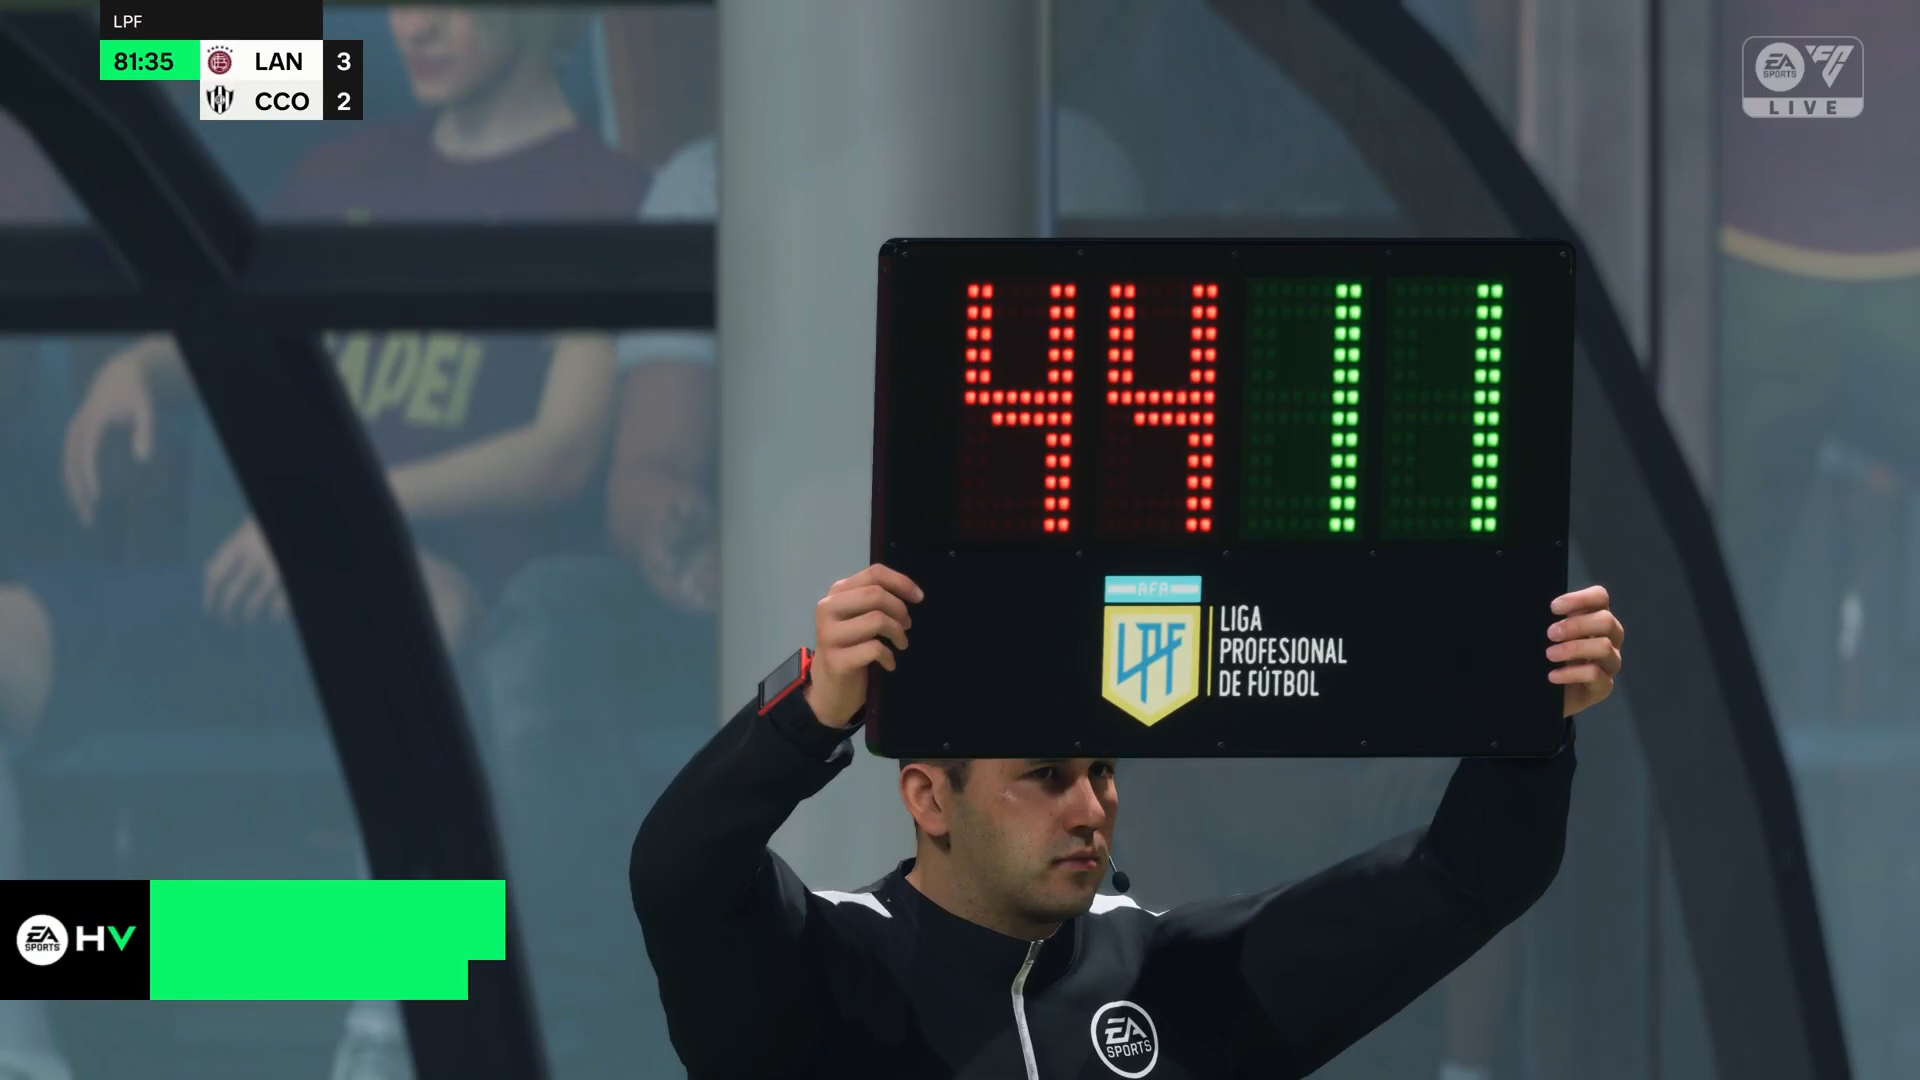 LPF
81:35 LAN 3
CCO 2
EA SPORTS FC
LIVE
44 11
AFA
LPF
LIGA
PROFESIONAL
DE FÚTBOL
EA SPORTS HV
EA
SPORTS